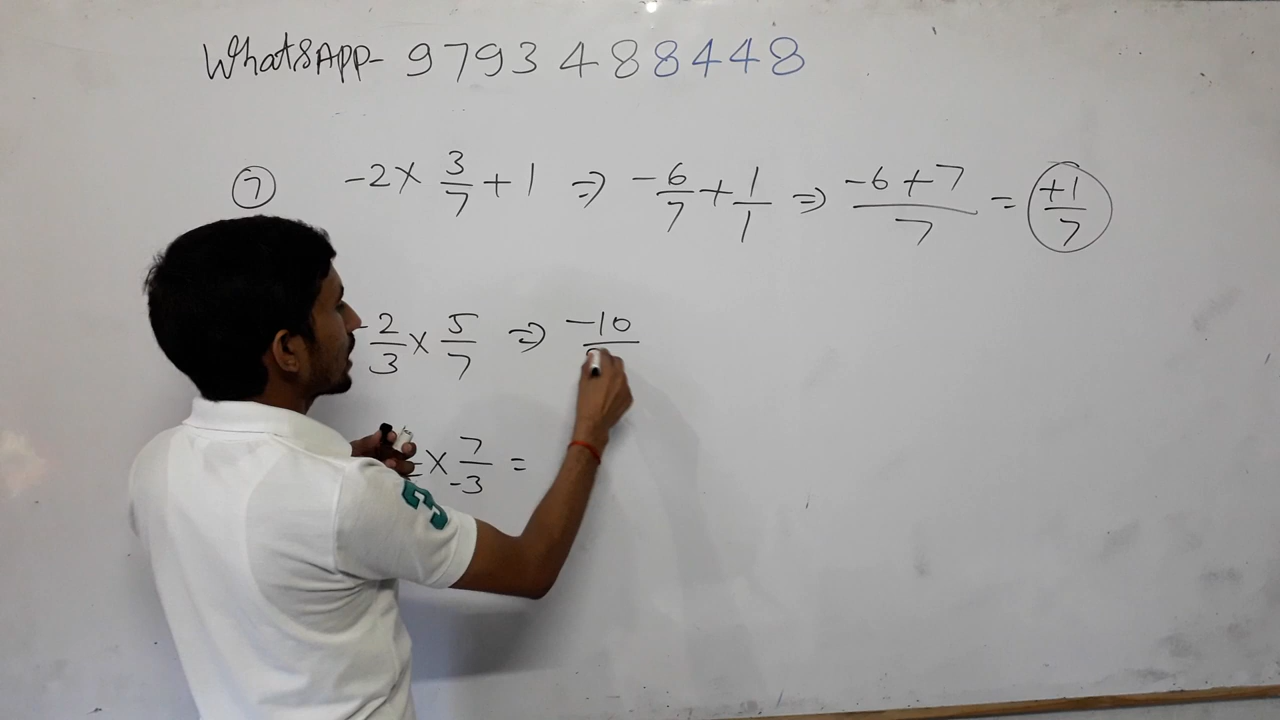 WhatsApp- 9793488448
7 -2 × 3/7 + 1 ⇒ -6/7 + 1/1 ⇒ -6+7/7 = +1/7
-2/3 × 5/7 ⇒ -10
× 7/-3 =
3